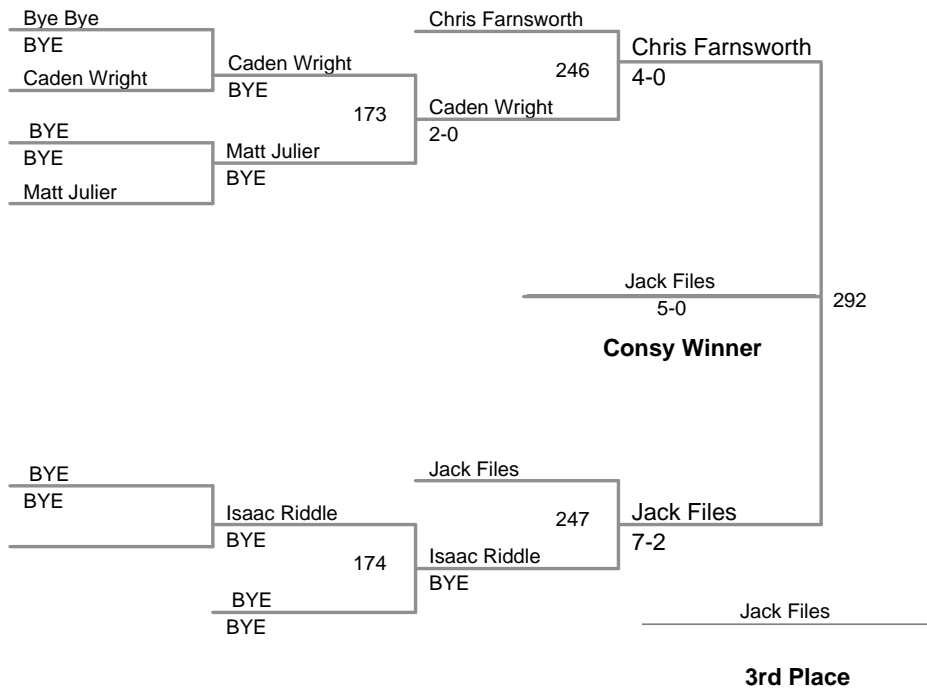 Bye Bye
BYE
Caden Wright
Caden Wright
BYE
BYE
BYE
Matt Julier
Matt Julier
BYE
173
Chris Farnsworth
Caden Wright
2-0
246
Chris Farnsworth
4-0
Jack Files
5-0
Consy Winner
292
BYE
BYE
Isaac Riddle
BYE
BYE
BYE
174
Jack Files
Isaac Riddle
BYE
247
Jack Files
7-2
Jack Files
3rd Place